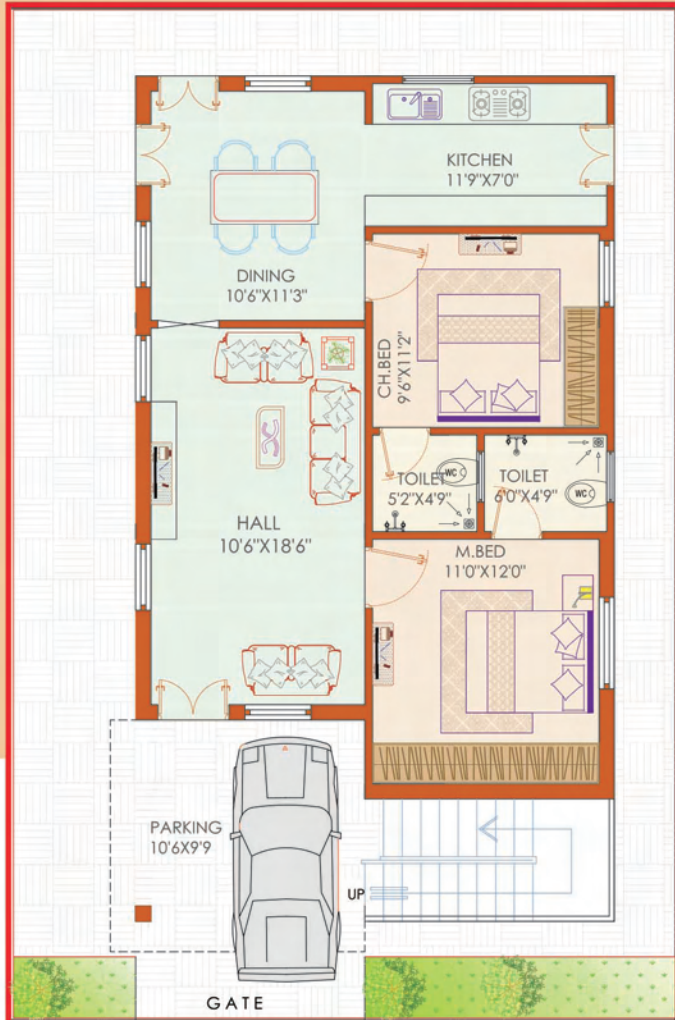 KITCHEN
11'9"X7'0"
DINING
10'6"X11'3"
CH.BED
9'6"X11'2"
TOILET
5'2"X4'9"
WC
TOILET
6'0"X4'9"
WC
HALL
10'6"X18'6"
M.BED
11'0"X12'0"
PARKING
10'6X9'9
UP
GATE